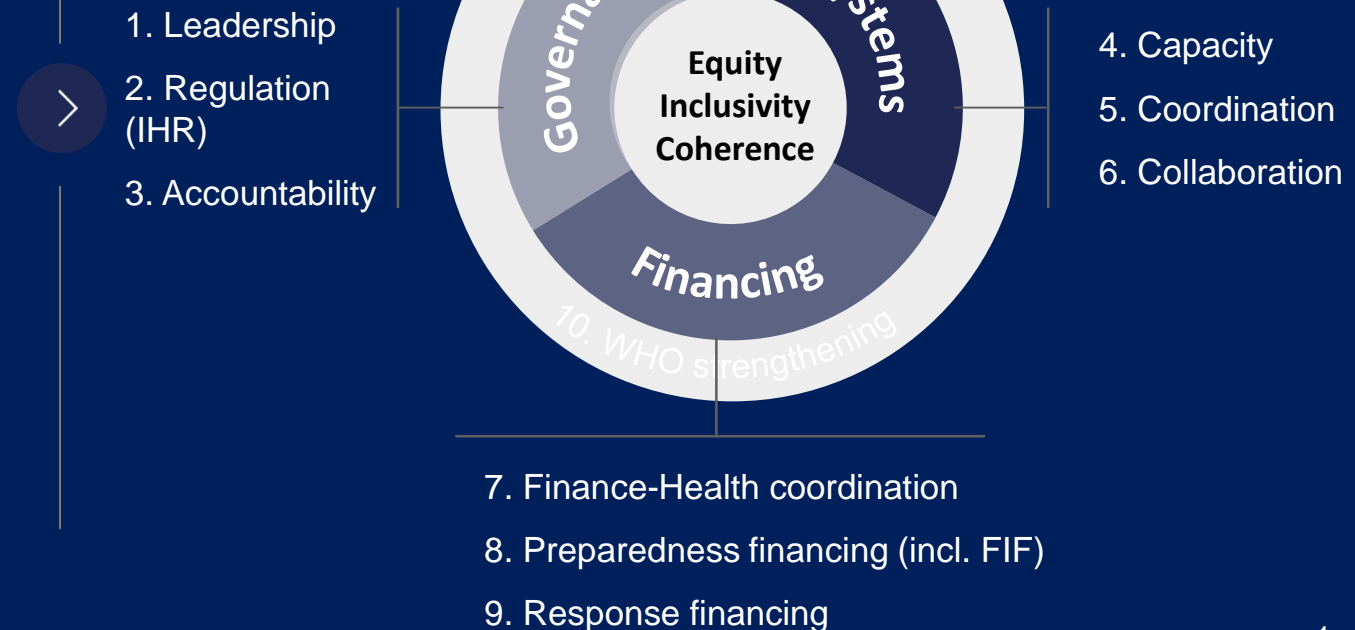 1. Leadership
2. Regulation
(IHR)
3. Accountability
Equity
Inclusivity
Coherence
4. Capacity
5. Coordination
6. Collaboration
Financing
10. WHO strengthening
7. Finance-Health coordination
8. Preparedness financing (incl. FIF)
9. Response financing